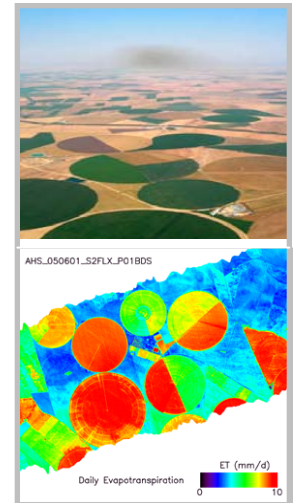 AHS_050601_S2FLX_P01BDS
ET (mm/d)
Daily Evapotranspiration
0
10